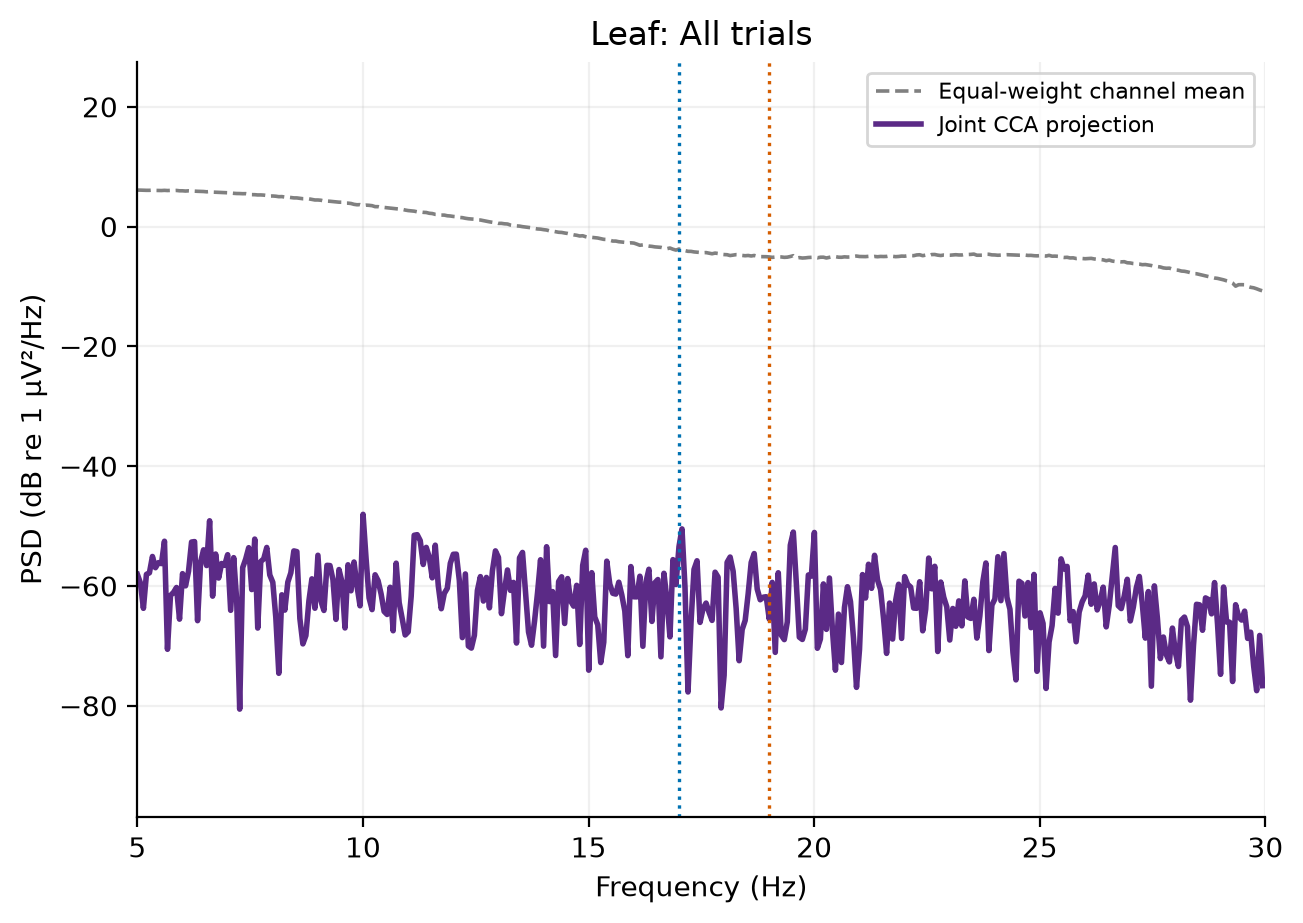 Leaf: All trials
Equal-weight channel mean
Joint CCA projection
PSD (dB re 1 µV²/Hz)
20
0
−20
−40
−60
−80
5 10 15 20 25 30
Frequency (Hz)